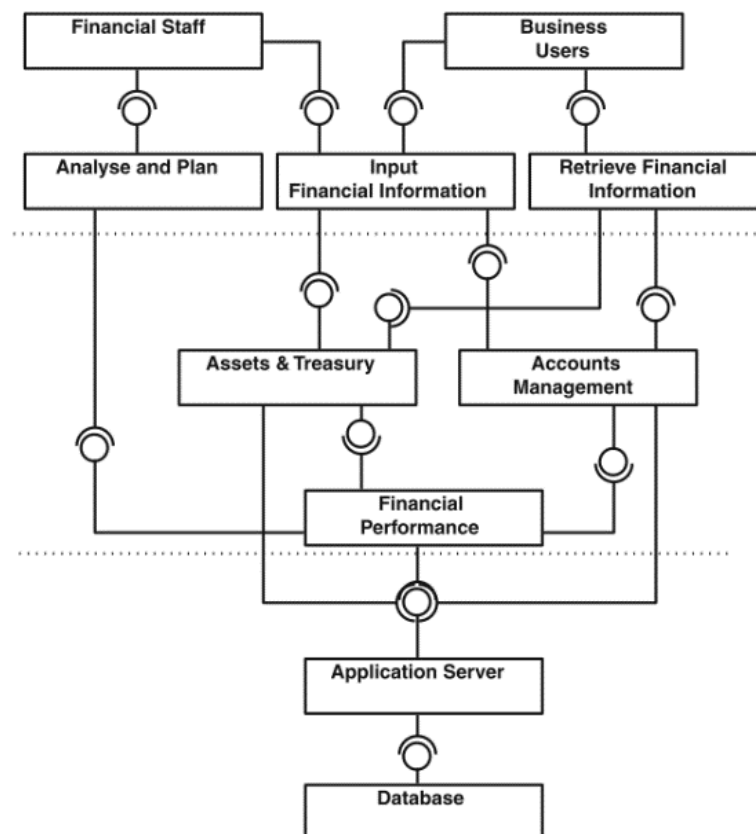 Financial Staff
Business
Users
Analyse and Plan
Input
Financial Information
Retrieve Financial
Information
Assets & Treasury
Accounts
Management
Financial
Performance
Application Server
Database